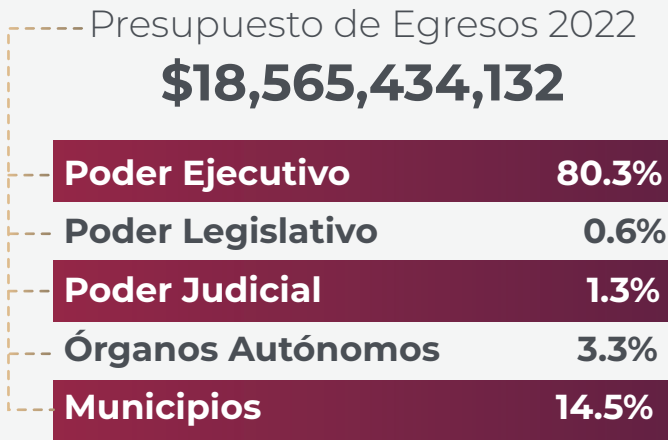 Presupuesto de Egresos 2022
$18,565,434,132
Poder Ejecutivo 80.3%
Poder Legislativo 0.6%
Poder Judicial 1.3%
Órganos Autónomos 3.3%
Municipios 14.5%